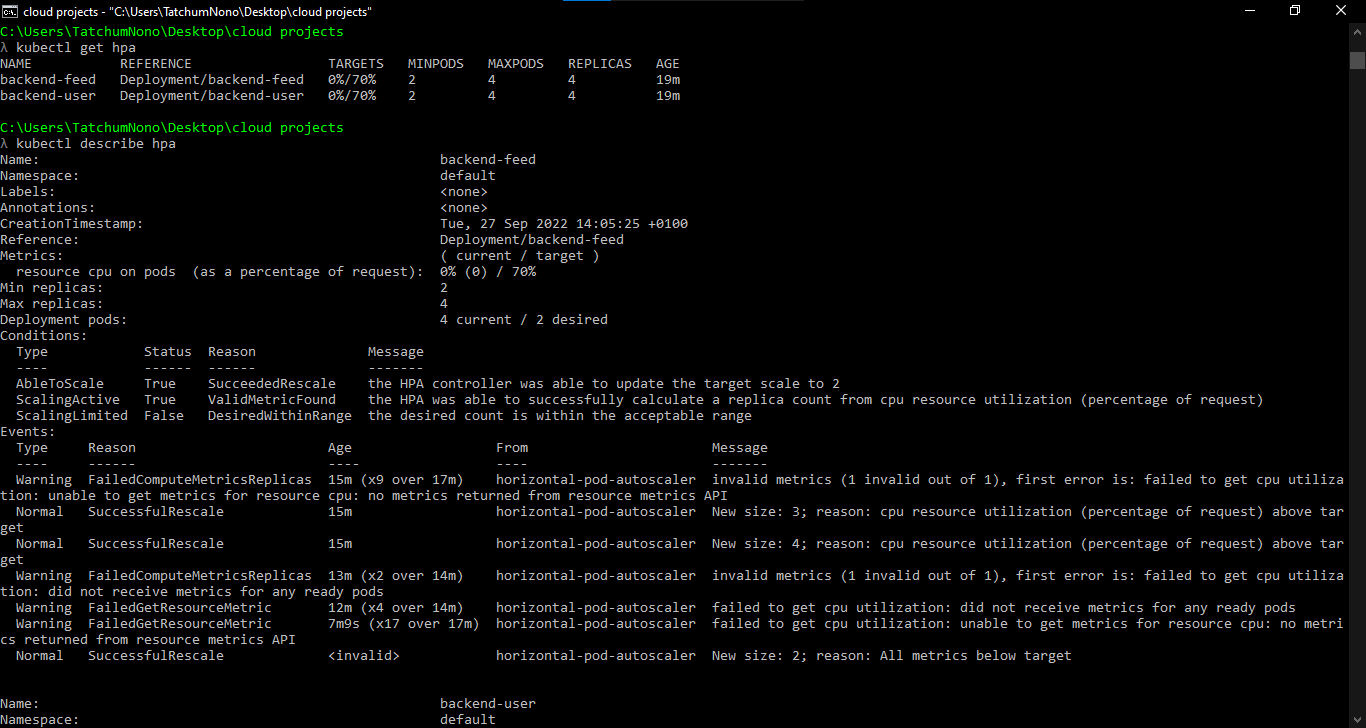 cloud projects - "C:\Users\TatchumNono\Desktop\cloud projects"
C:\Users\TatchumNono\Desktop\cloud projects
λ kubectl get hpa
NAME           REFERENCE                 TARGETS   MINPODS   MAXPODS   REPLICAS   AGE
backend-feed   Deployment/backend-feed   0%/70%    2         4         4          19m
backend-user   Deployment/backend-user   0%/70%    2         4         4          19m
C:\Users\TatchumNono\Desktop\cloud projects
λ kubectl describe hpa
Name:                                                  backend-feed
Namespace:                                             default
Labels:                                                <none>
Annotations:                                           <none>
CreationTimestamp:                                     Tue, 27 Sep 2022 14:05:25 +0100
Reference:                                             Deployment/backend-feed
Metrics:                                               ( current / target )
  resource cpu on pods  (as a percentage of request):  0% (0) / 70%
Min replicas:                                          2
Max replicas:                                          4
Deployment pods:                                       4 current / 2 desired
Conditions:
  Type            Status  Reason              Message
  ----            ------  ------              -------
  AbleToScale     True    SucceededRescale    the HPA controller was able to update the target scale to 2
  ScalingActive   True    ValidMetricFound    the HPA was able to successfully calculate a replica count from cpu resource utilization (percentage of request)
  ScalingLimited  False   DesiredWithinRange  the desired count is within the acceptable range
Events:
  Type     Reason                        Age                  From                       Message
  ----     ------                        ----                 ----                       -------
  Warning  FailedComputeMetricsReplicas  15m (x9 over 17m)    horizontal-pod-autoscaler  invalid metrics (1 invalid out of 1), first error is: failed to get cpu utiliza
tion: unable to get metrics for resource cpu: no metrics returned from resource metrics API
  Normal   SuccessfulRescale             15m                  horizontal-pod-autoscaler  New size: 3; reason: cpu resource utilization (percentage of request) above tar
get
  Normal   SuccessfulRescale             15m                  horizontal-pod-autoscaler  New size: 4; reason: cpu resource utilization (percentage of request) above tar
get
  Warning  FailedComputeMetricsReplicas  13m (x2 over 14m)    horizontal-pod-autoscaler  invalid metrics (1 invalid out of 1), first error is: failed to get cpu utiliza
tion: did not receive metrics for any ready pods
  Warning  FailedGetResourceMetric       12m (x4 over 14m)    horizontal-pod-autoscaler  failed to get cpu utilization: did not receive metrics for any ready pods
  Warning  FailedGetResourceMetric       7m9s (x17 over 17m)  horizontal-pod-autoscaler  failed to get cpu utilization: unable to get metrics for resource cpu: no metri
cs returned from resource metrics API
  Normal   SuccessfulRescale             <invalid>            horizontal-pod-autoscaler  New size: 2; reason: All metrics below target
Name:                                                  backend-user
Namespace:                                             default